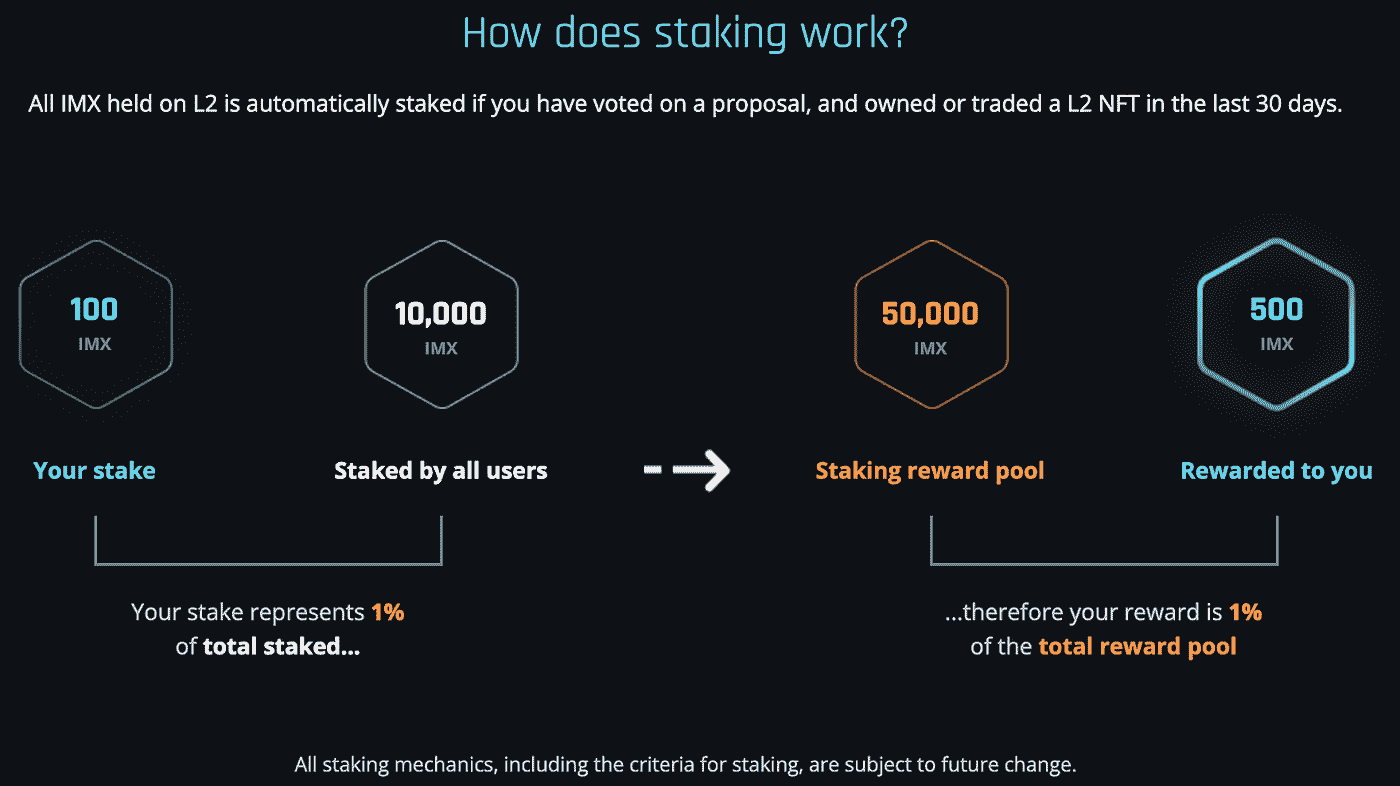 How does staking work?
All IMX held on L2 is automatically staked if you have voted on a proposal, and owned or traded a L2 NFT in the last 30 days.
100
IMX
10,000
IMX
50,000
IMX
500
IMX
Your stake
Staked by all users
Staking reward pool
Rewarded to you
Your stake represents 1%
of total staked...
...therefore your reward is 1%
of the total reward pool
All staking mechanics, including the criteria for staking, are subject to future change.